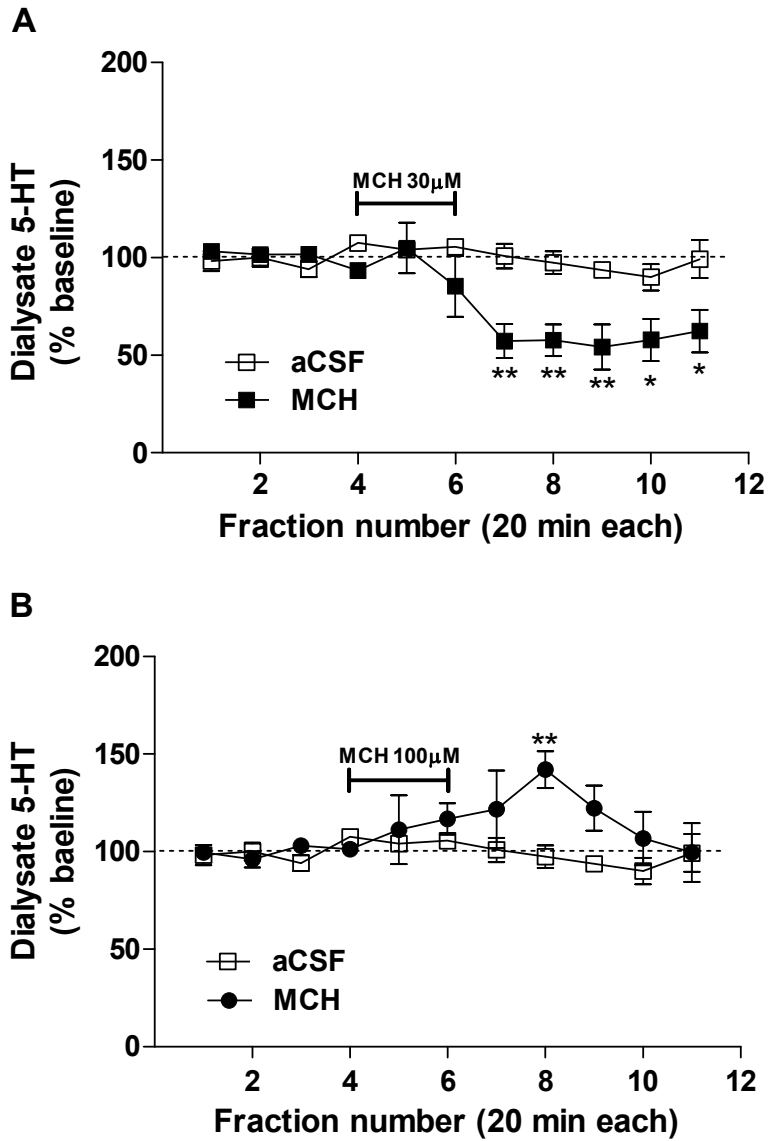 A
200
150
100
50
0
Dialysate 5-HT
(% baseline)
MCH 30μM
aCSF
MCH
** ** ** * *
2 4 6 8 10 12
Fraction number (20 min each)
B
200
150
100
50
0
Dialysate 5-HT
(% baeline)
MCH 100μM
**
aCSF
MCH
2 4 6 8 10 12
Fraction number (20 min each)